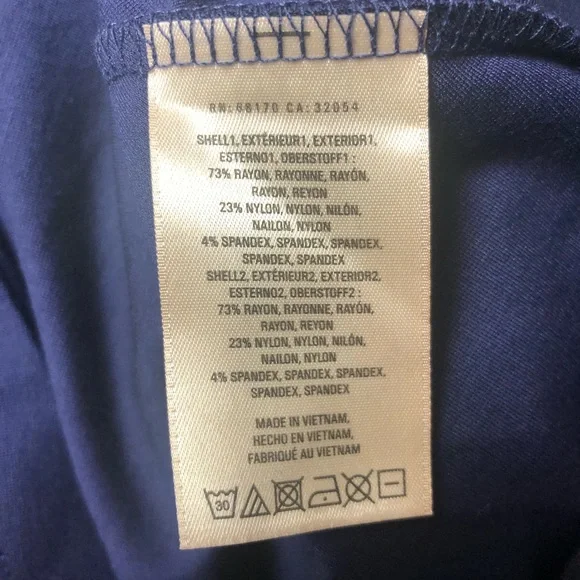 RN: 66170 CA: 32054
SHELL1, EXTÉRIEUR1, EXTERIOR1,
ESTERNO1, OBERSTOFF1 :
73% RAYON, RAYONNE, RAYÓN,
RAYON, REYON
23% NYLON, NYLON, NILÓN,
NAILON, NYLON
4% SPANDEX, SPANDEX, SPANDEX,
SPANDEX, SPANDEX
SHELL2, EXTÉRIEUR2, EXTERIOR2,
ESTERNO2, OBERSTOFF2 :
73% RAYON, RAYONNE, RAYÓN,
RAYON, REYON
23% NYLON, NYLON, NILÓN,
NAILON, NYLON
4% SPANDEX, SPANDEX, SPANDEX,
SPANDEX, SPANDEX
MADE IN VIETNAM,
HECHO EN VIETNAM,
FABRIQUÉ AU VIETNAM.
30